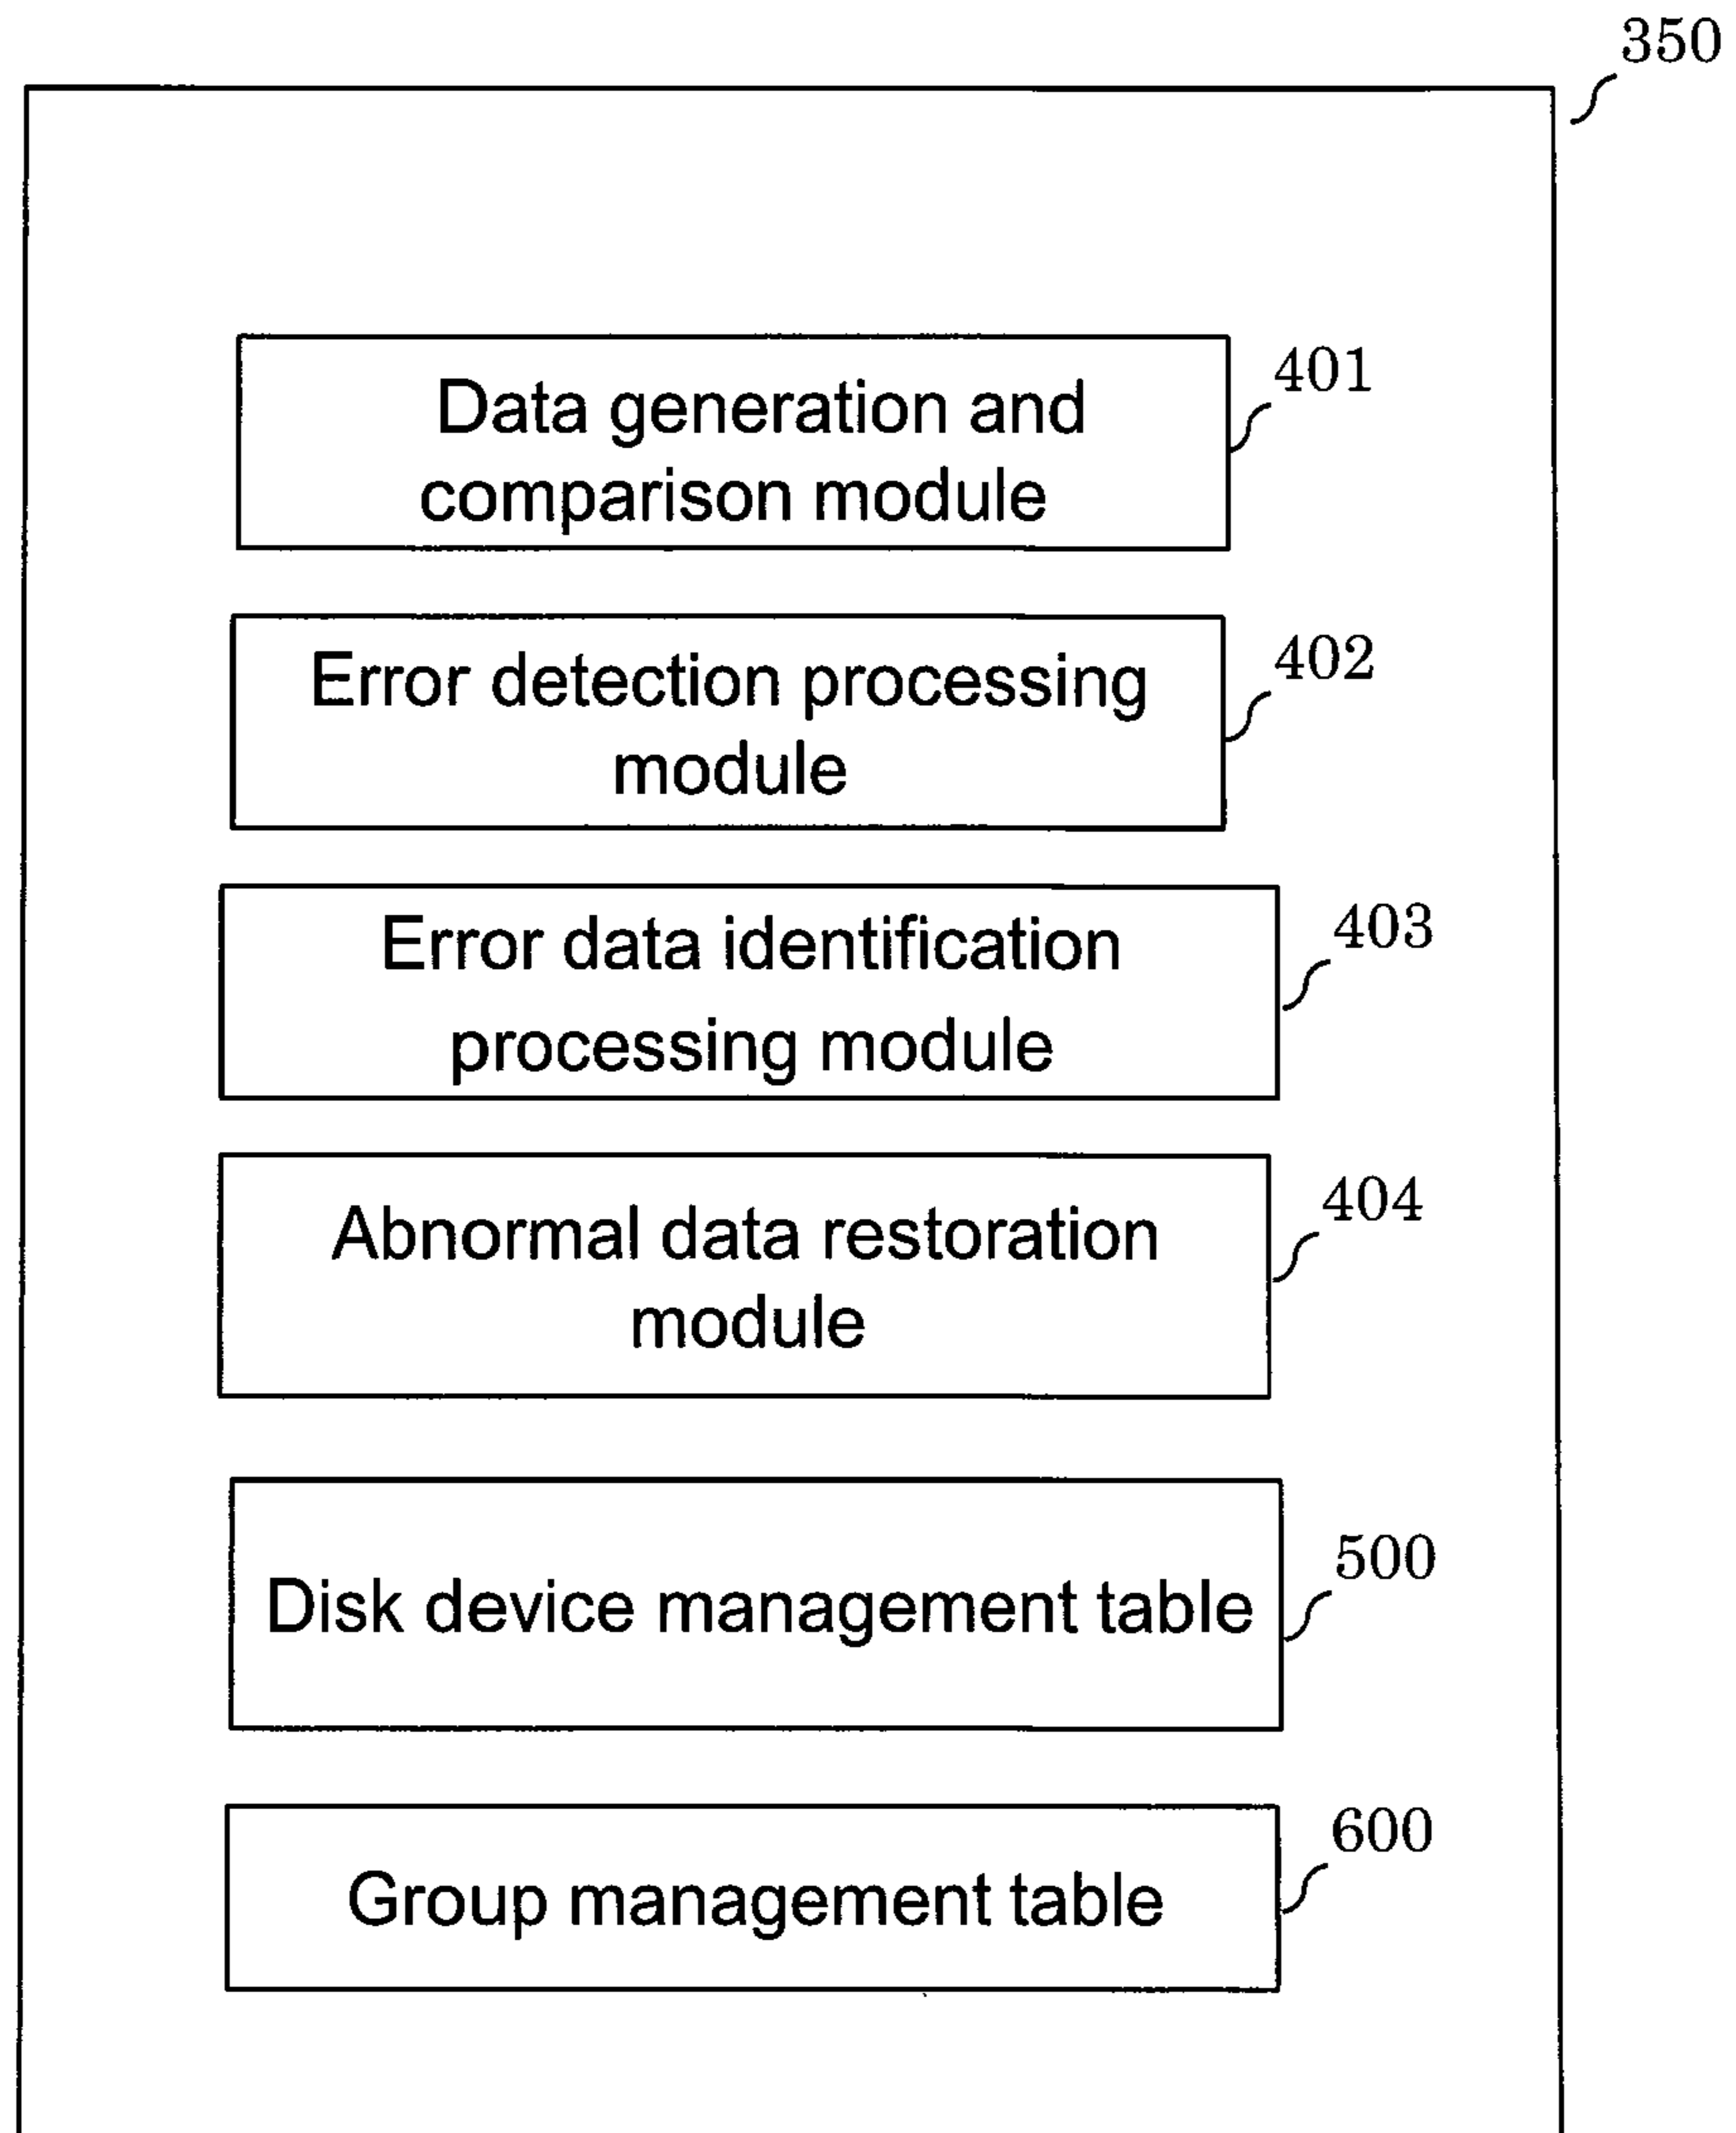 350
Data generation and
comparison module
401
Error detection processing
module
402
Error data identification
processing module
403
Abnormal data restoration
module
404
Disk device management table
500
Group management table
600